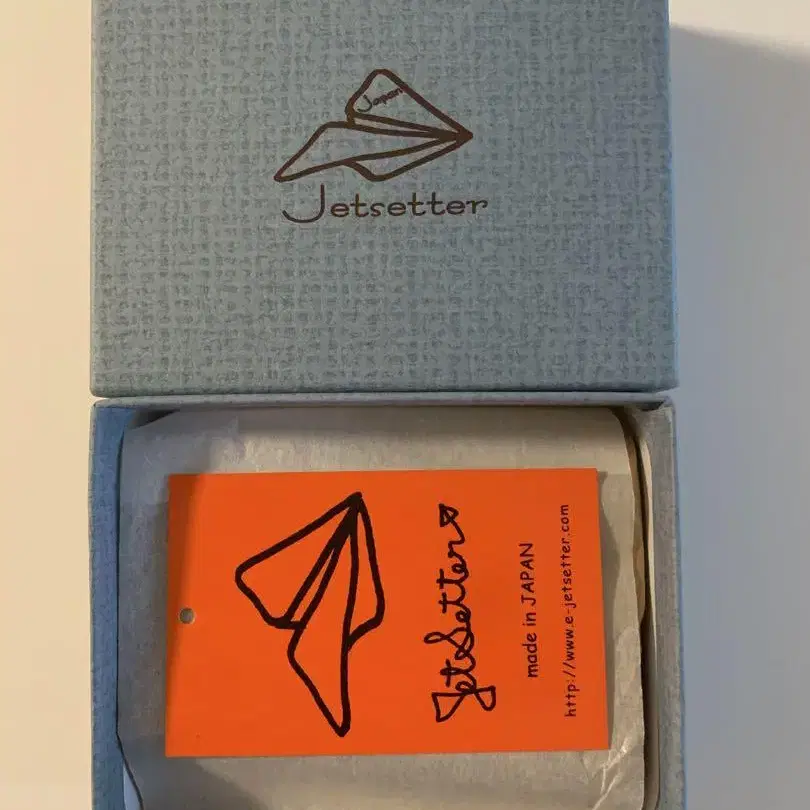 Japan
Jetsetter
JetSetter
made in JAPAN
http://www.e-jetsetter.com